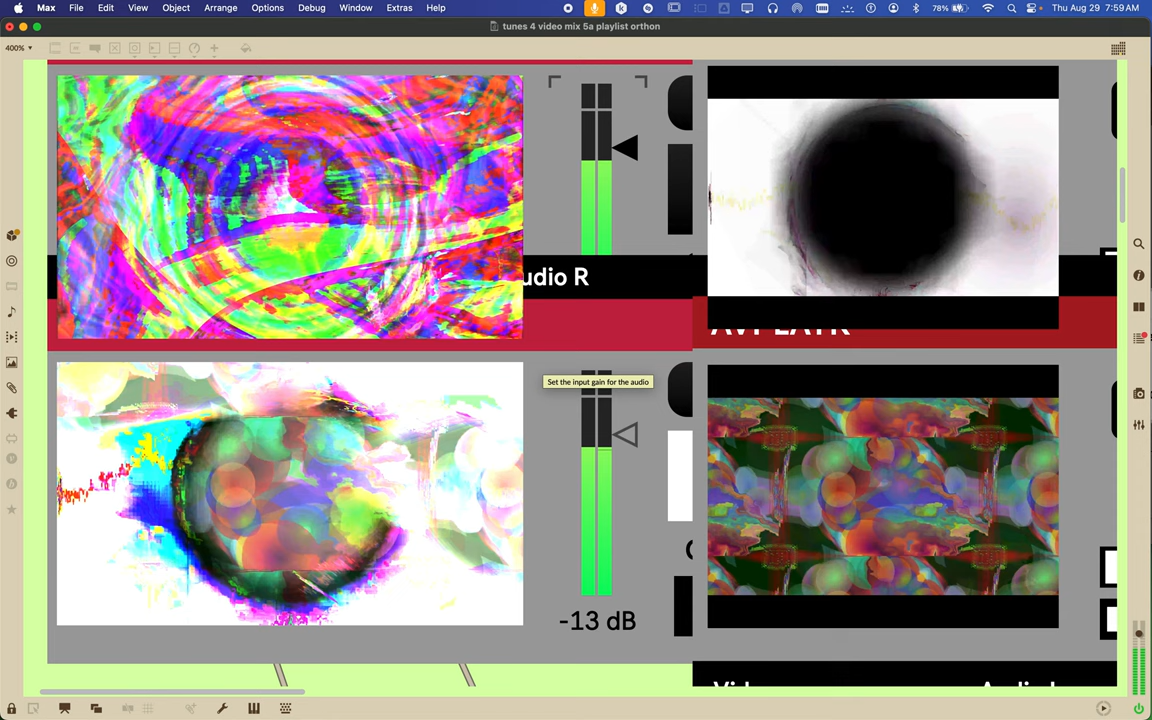 Max File Edit View Object Arrange Options Debug Window Extras Help 78% Thu Aug 29 7:59 AM
tunes 4 video mix 5a playlist orthon
400%
udio R
AVPLAYR
Set the input gain for the audio
-13 dB